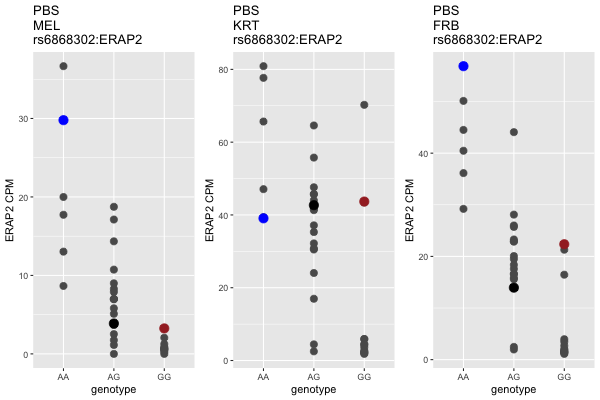 PBS
MEL
rs6868302:ERAP2
ERAP2 CPM
30
20
10
0
AA
AG
GG
genotype
PBS
KRT
rs6868302:ERAP2
ERAP2 CPM
80
60
40
20
0
AA
AG
GG
genotype
PBS
FRB
rs6868302:ERAP2
ERAP2 CPM
40
20
0
AA
AG
GG
genotype